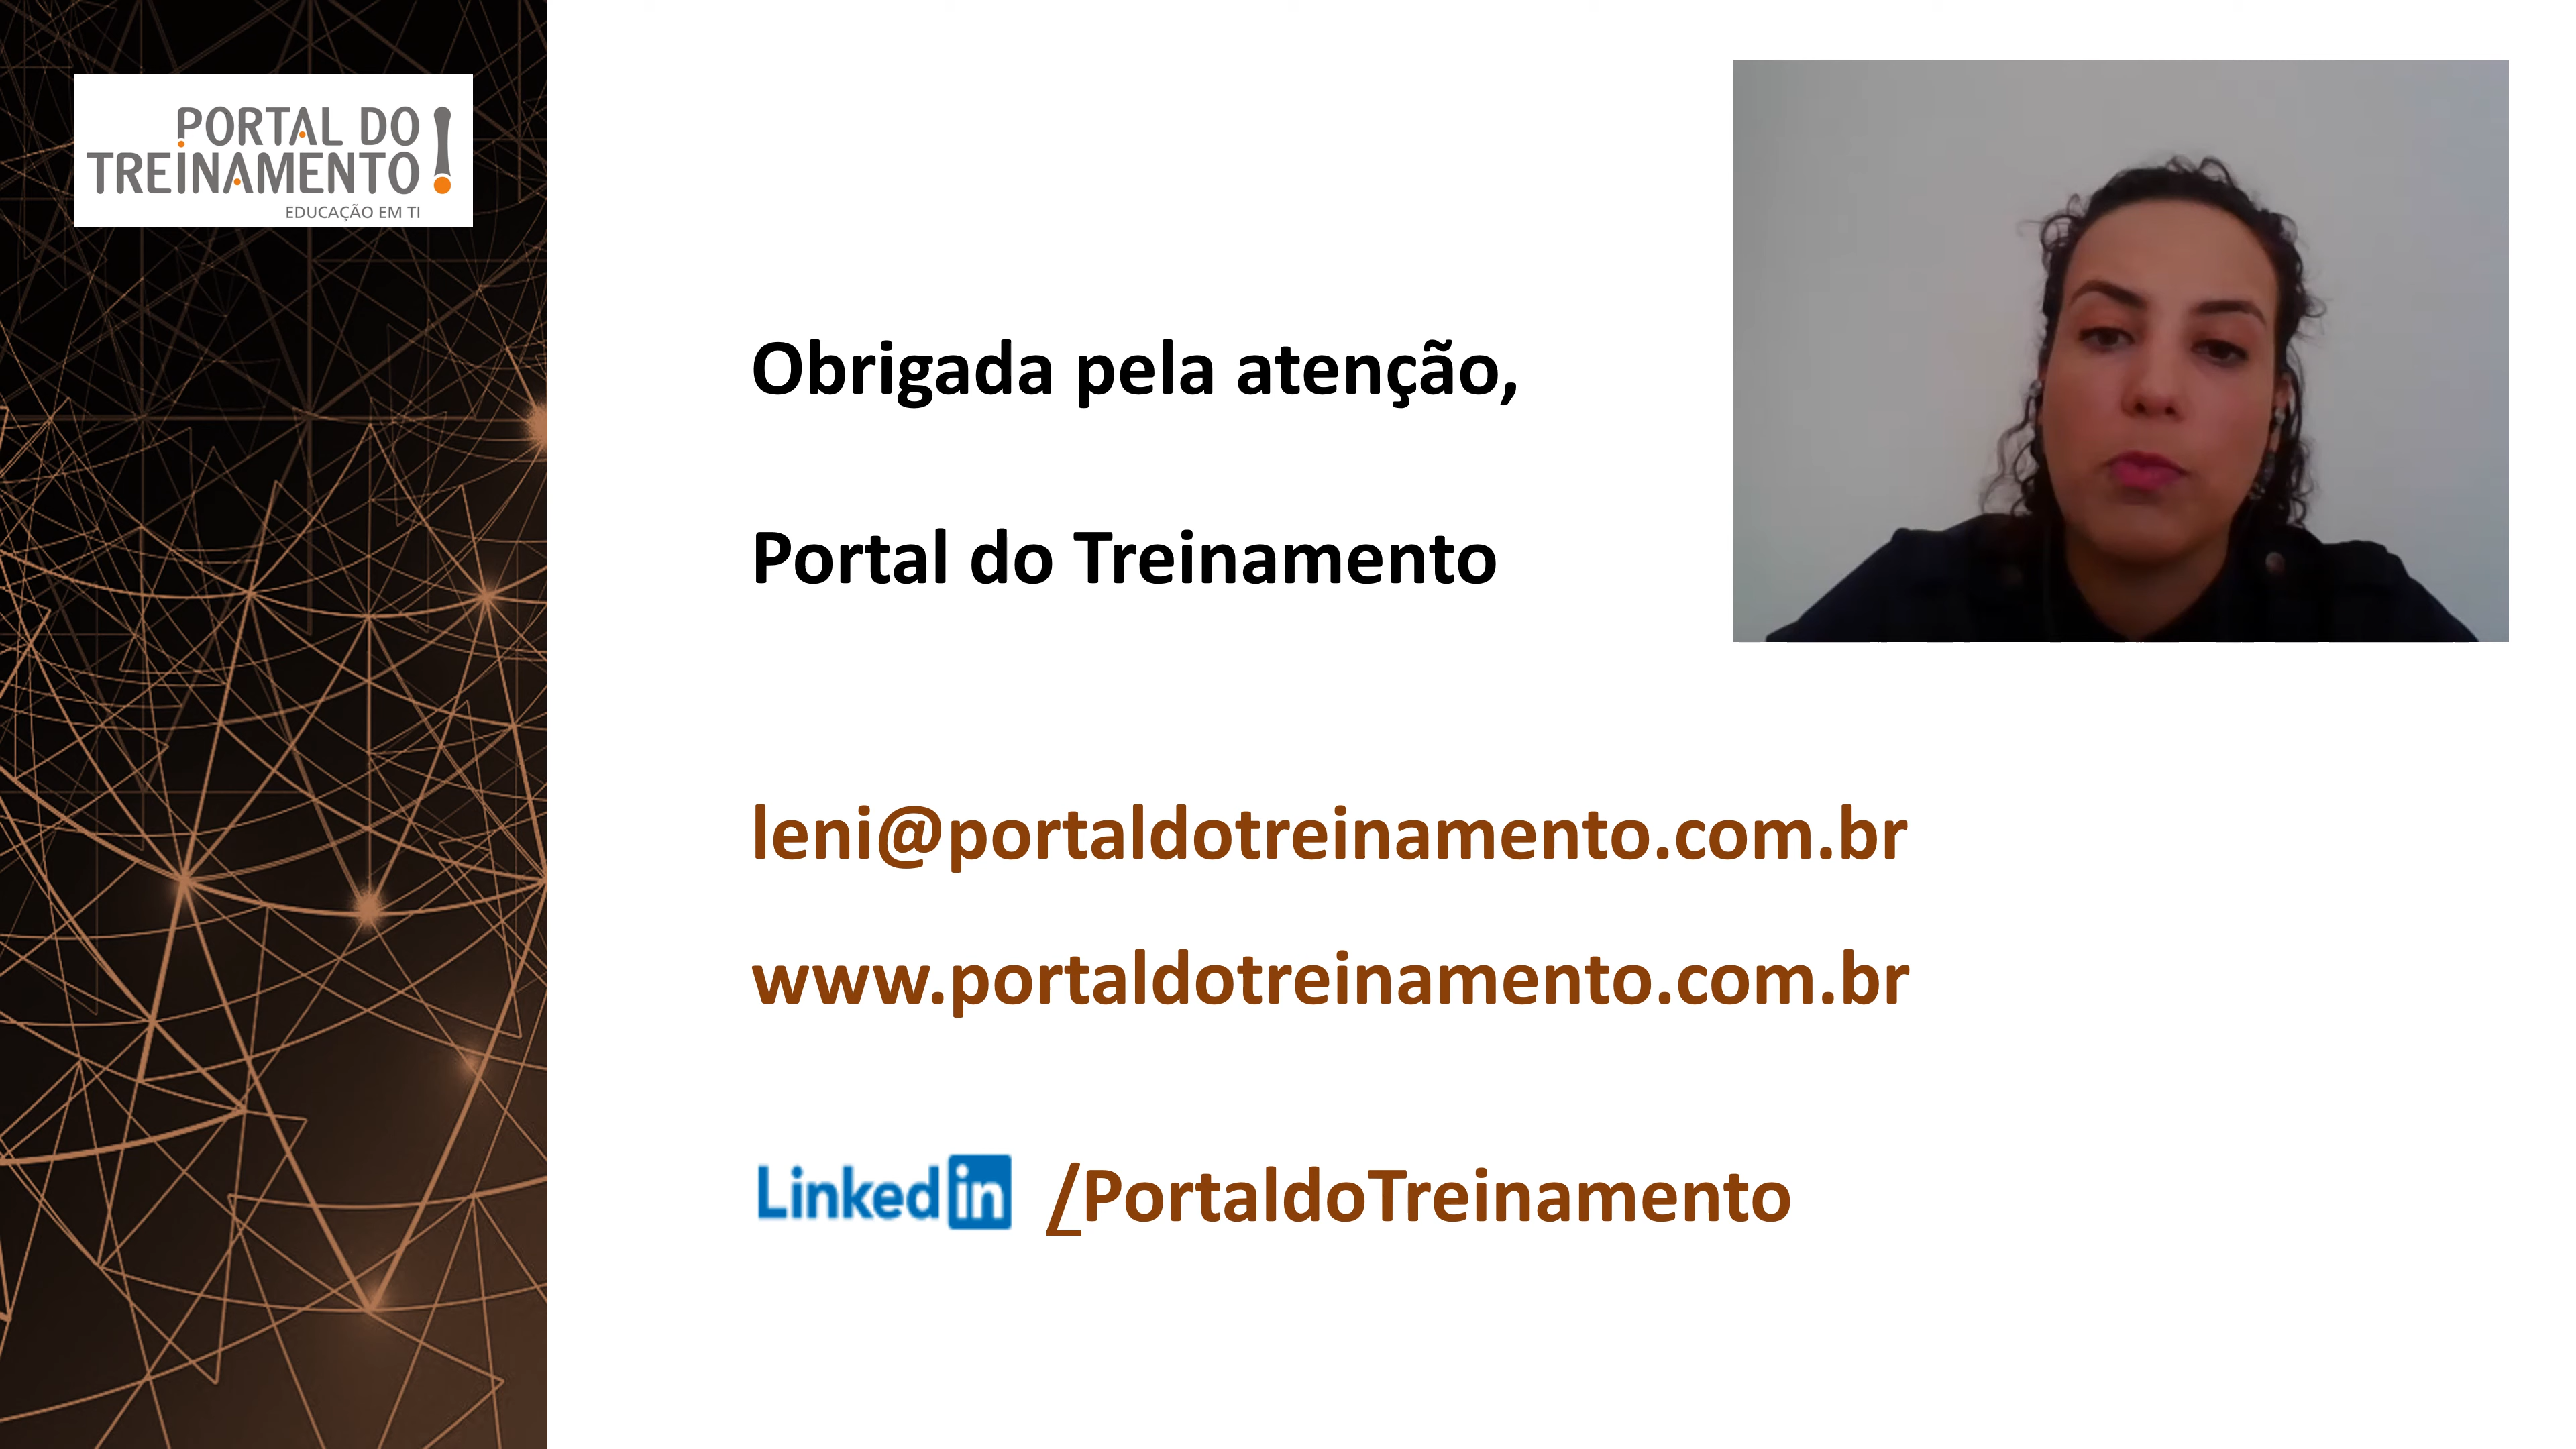 PORTAL DO
TREINAMENTO!
EDUCAÇÃO EM TI
Obrigada pela atenção,
Portal do Treinamento
leni@portaldotreinamento.com.br
www.portaldotreinamento.com.br
Linkedin /PortaldoTreinamento